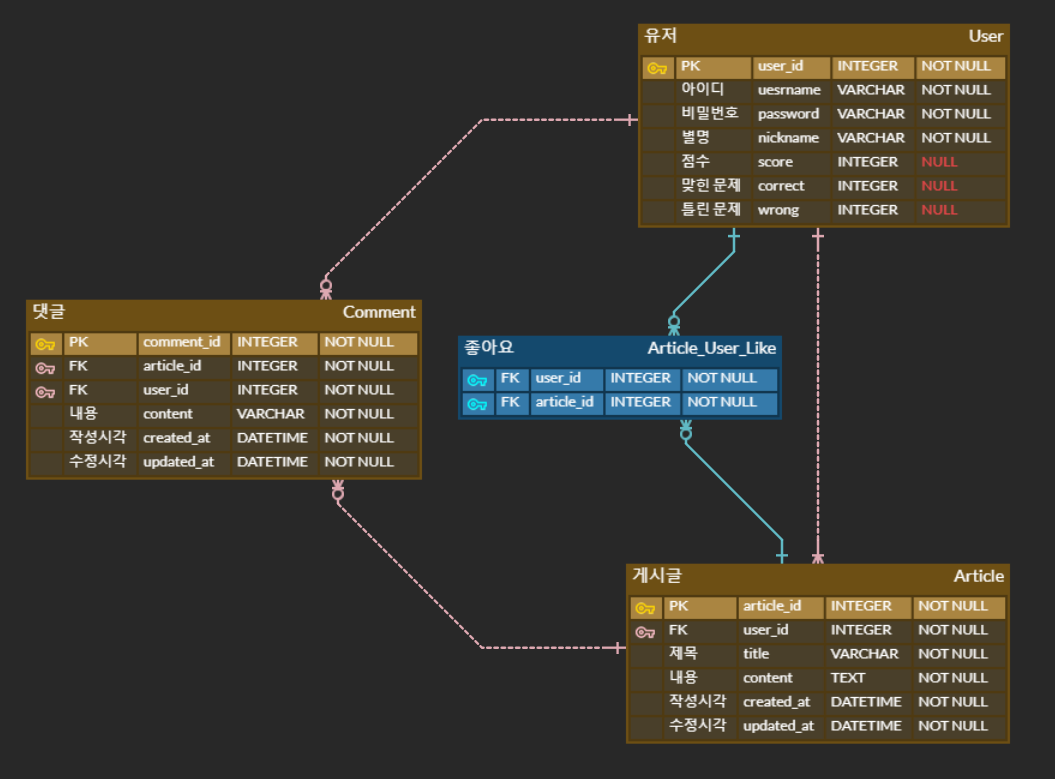 유저 User
PK user_id INTEGER NOT NULL
아이디 uesrname VARCHAR NOT NULL
비밀번호 password VARCHAR NOT NULL
별명 nickname VARCHAR NOT NULL
점수 score INTEGER NULL
맞힌 문제 correct INTEGER NULL
틀린 문제 wrong INTEGER NULL
댓글 Comment
PK comment_id INTEGER NOT NULL
FK article_id INTEGER NOT NULL
FK user_id INTEGER NOT NULL
내용 content VARCHAR NOT NULL
작성시각 created_at DATETIME NOT NULL
수정시각 updated_at DATETIME NOT NULL
좋아요 Article_User_Like
FK user_id INTEGER NOT NULL
FK article_id INTEGER NOT NULL
게시글 Article
PK article_id INTEGER NOT NULL
FK user_id INTEGER NOT NULL
제목 title VARCHAR NOT NULL
내용 content TEXT NOT NULL
작성시각 created_at DATETIME NOT NULL
수정시각 updated_at DATETIME NOT NULL